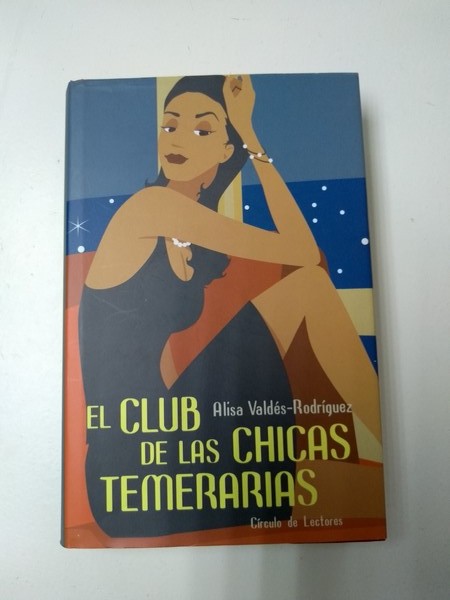 EL CLUB Alisa Valdés-Rodríguez
DE LAS CHICAS
TEMERARIAS
Círculo de Lectores